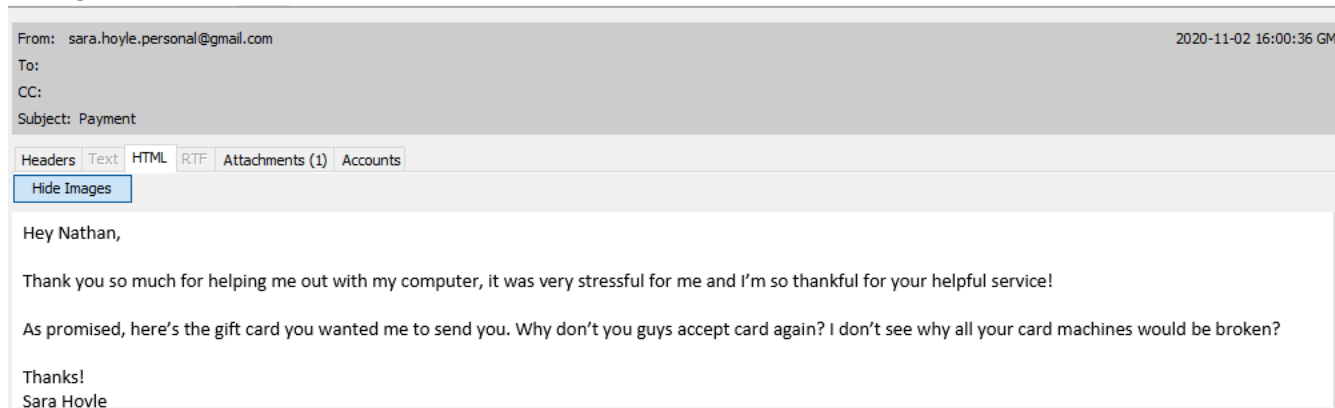 From: sara.hoyle.personal@gmail.com 2020-11-02 16:00:36 GM
To:
CC:
Subject: Payment
Headers Text HTML RTF Attachments (1) Accounts
Hide Images
Hey Nathan,
Thank you so much for helping me out with my computer, it was very stressful for me and I'm so thankful for your helpful service!
As promised, here's the gift card you wanted me to send you. Why don't you guys accept card again? I don't see why all your card machines would be broken?
Thanks!
Sara Hoyle